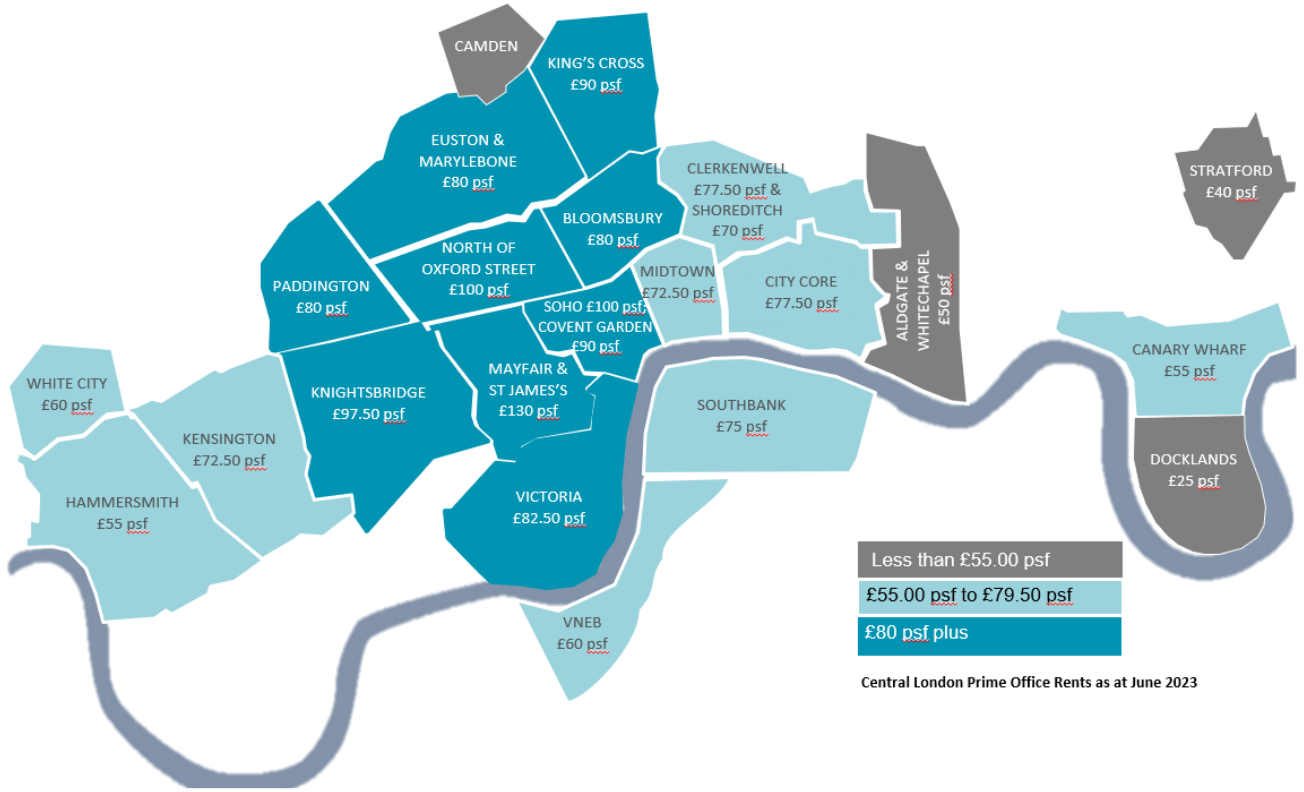 CAMDEN
KING'S CROSS
£90 psf
EUSTON &
MARYLEBONE
£80 psf
CLERKENWELL
£77.50 psf &
SHOREDITCH
£70 psf
STRATFORD
£40 psf
BLOOMSBURY
£80 psf
NORTH OF
OXFORD STREET
£100 psf
PADDINGTON
£80 psf
MIDTOWN
£72.50 psf
CITY CORE
£77.50 psf
ALDGATE &
WHITECHAPEL
£50 psf
SOHO £100 psf;
COVENT GARDEN
£90 psf
CANARY WHARF
£55 psf
WHITE CITY
£60 psf
KNIGHTSBRIDGE
£97.50 psf
MAYFAIR &
ST JAMES'S
£130 psf
SOUTHBANK
£75 psf
KENSINGTON
£72.50 psf
DOCKLANDS
£25 psf
HAMMERSMITH
£55 psf
VICTORIA
£82.50 psf
VNEB
£60 psf
Less than £55.00 psf
£55.00 psf to £79.50 psf
£80 psf plus
Central London Prime Office Rents as at June 2023